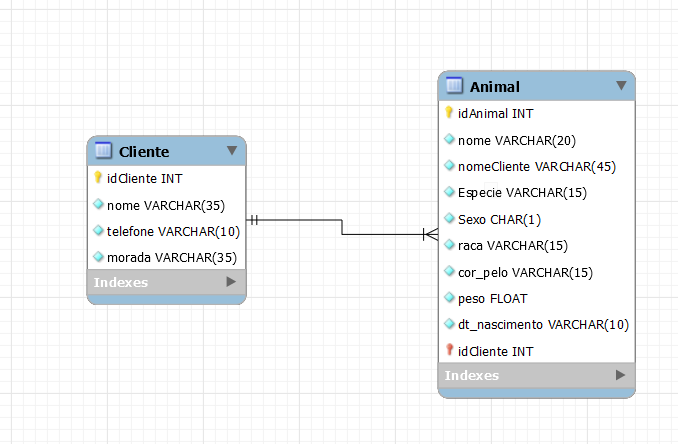 Cliente
idCliente INT
nome VARCHAR(35)
telefone VARCHAR(10)
morada VARCHAR(35)
Indexes
Animal
idAnimal INT
nome VARCHAR(20)
nomeCliente VARCHAR(45)
Especie VARCHAR(15)
Sexo CHAR(1)
raca VARCHAR(15)
cor_pelo VARCHAR(15)
peso FLOAT
dt_nascimento VARCHAR(10)
idCliente INT
Indexes